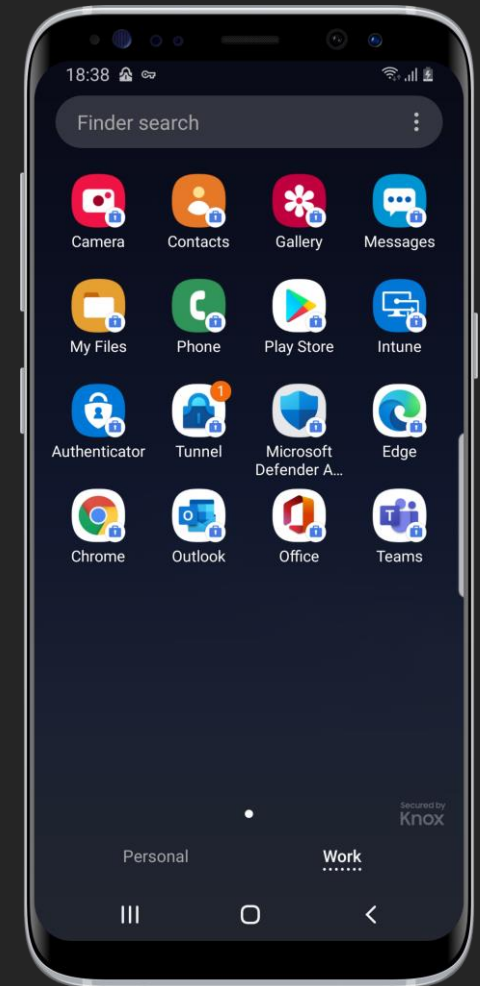 18:38
Finder search
Camera
Contacts
Gallery
Messages
My Files
Phone
Play Store
Intune
1
Authenticator
Tunnel
Microsoft
Defender A...
Edge
Chrome
Outlook
Office
Teams
Secured by
Knox
Personal
Work